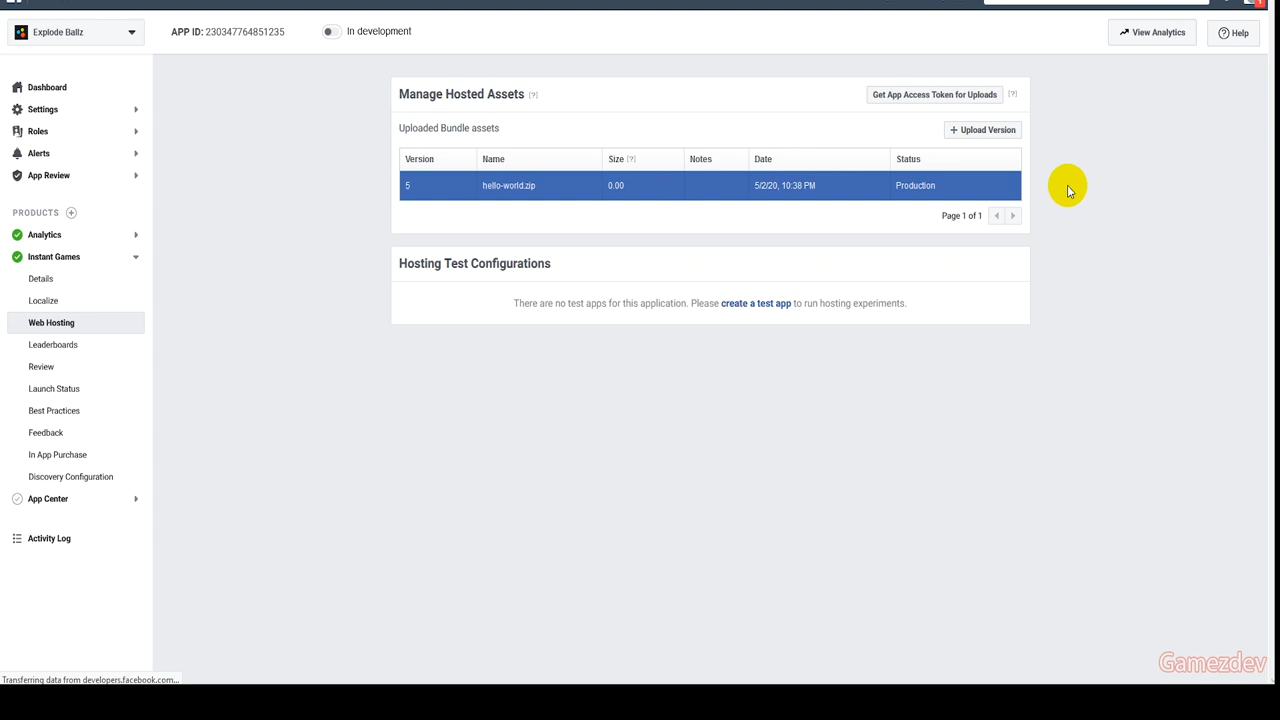 Explode Ballz
APP ID: 230347764851235
In development
View Analytics
Help
Dashboard
Settings
Roles
Alerts
App Review
PRODUCTS
Analytics
Instant Games
Details
Localize
Web Hosting
Leaderboards
Review
Launch Status
Best Practices
Feedback
In App Purchase
Discovery Configuration
App Center
Activity Log
Manage Hosted Assets [?]
Get App Access Token for Uploads [?]
Uploaded Bundle assets
+ Upload Version
Version Name Size [?] Notes Date Status
5 hello-world.zip 0.00 5/2/20, 10:38 PM Production
Page 1 of 1
Hosting Test Configurations
There are no test apps for this application. Please create a test app to run hosting experiments.
Gamezdev
Transferring data from developers.facebook.com...